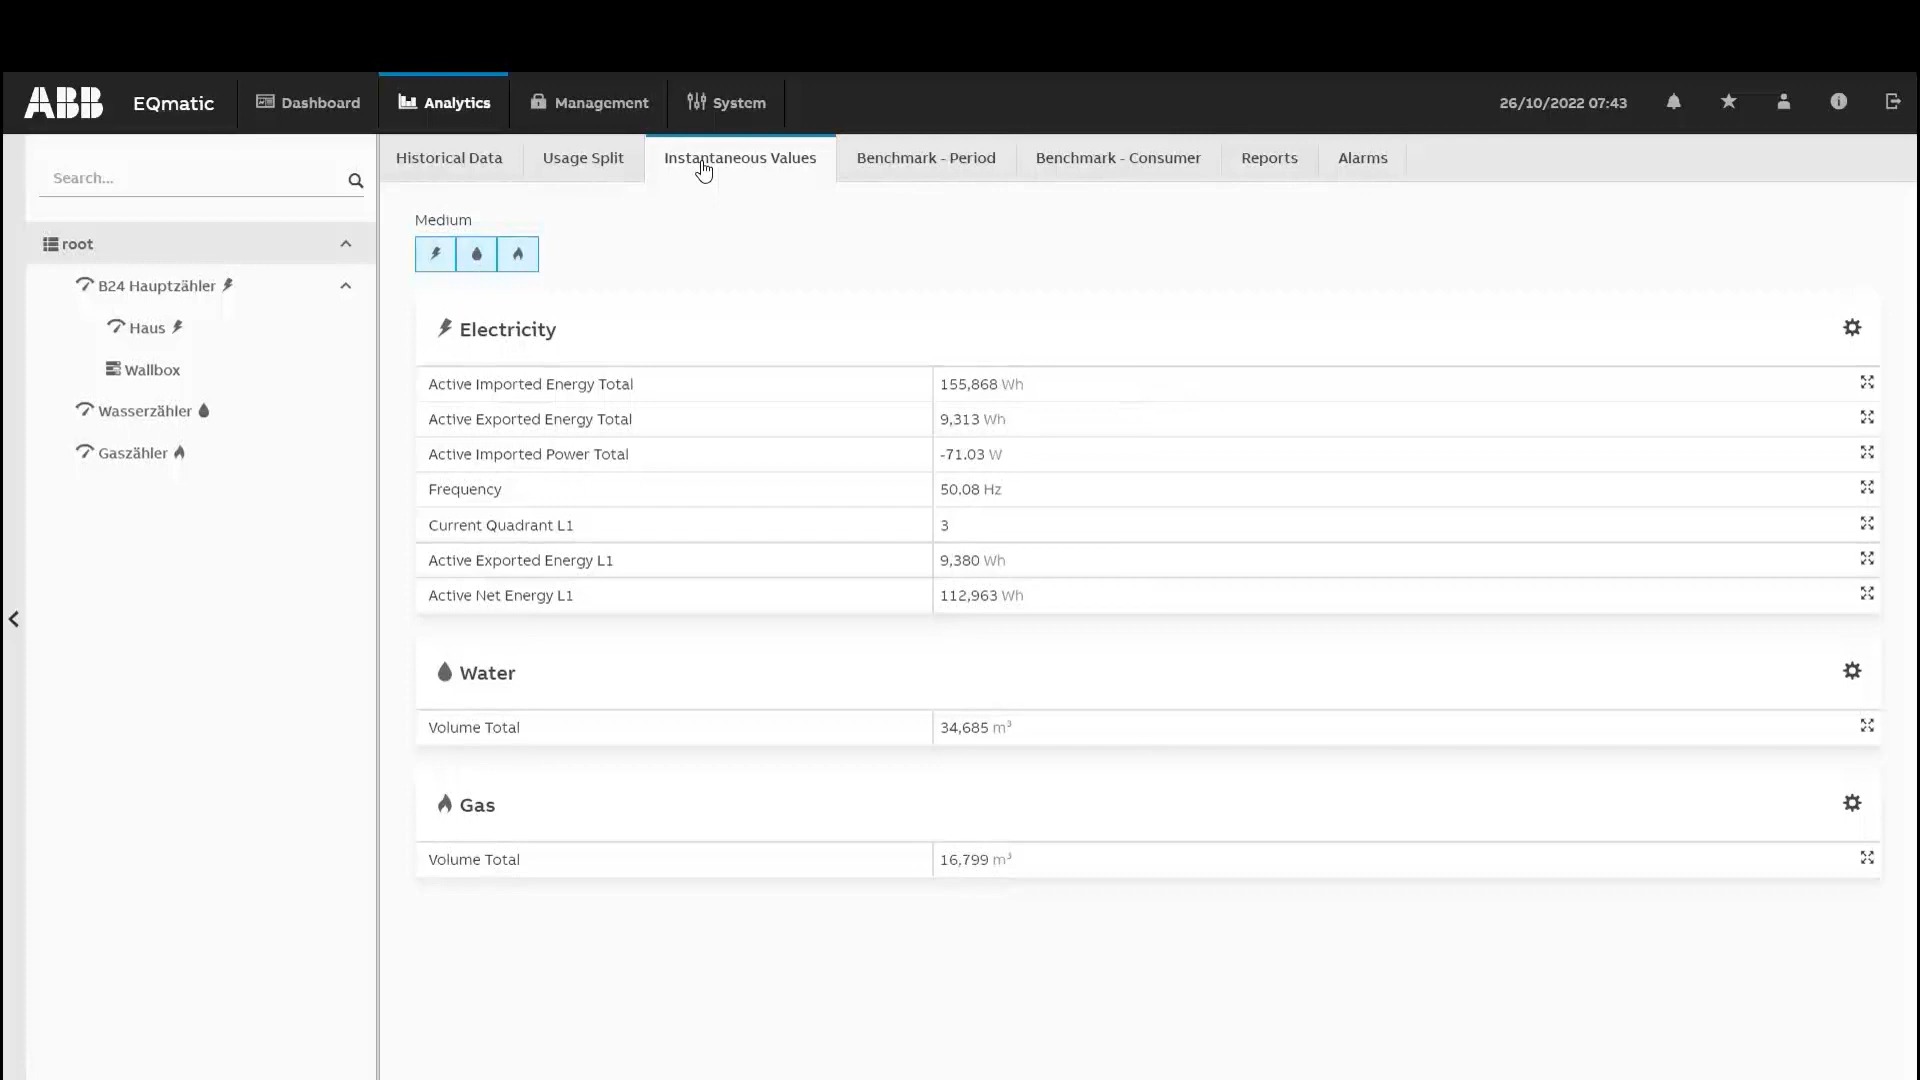 ABB EQmatic Dashboard Analytics Management System 26/10/2022 07:43
Historical Data Usage Split Instantaneous Values Benchmark - Period Benchmark - Consumer Reports Alarms
Search...
root
B24 Hauptzähler
Haus
Wallbox
Wasserzähler
Gaszähler
Medium
Electricity
Active Imported Energy Total 155,868 Wh
Active Exported Energy Total 9,313 Wh
Active Imported Power Total -71.03 W
Frequency 50.08 Hz
Current Quadrant L1 3
Active Exported Energy L1 9,380 Wh
Active Net Energy L1 112,963 Wh
Water
Volume Total 34,685 m³
Gas
Volume Total 16,799 m³